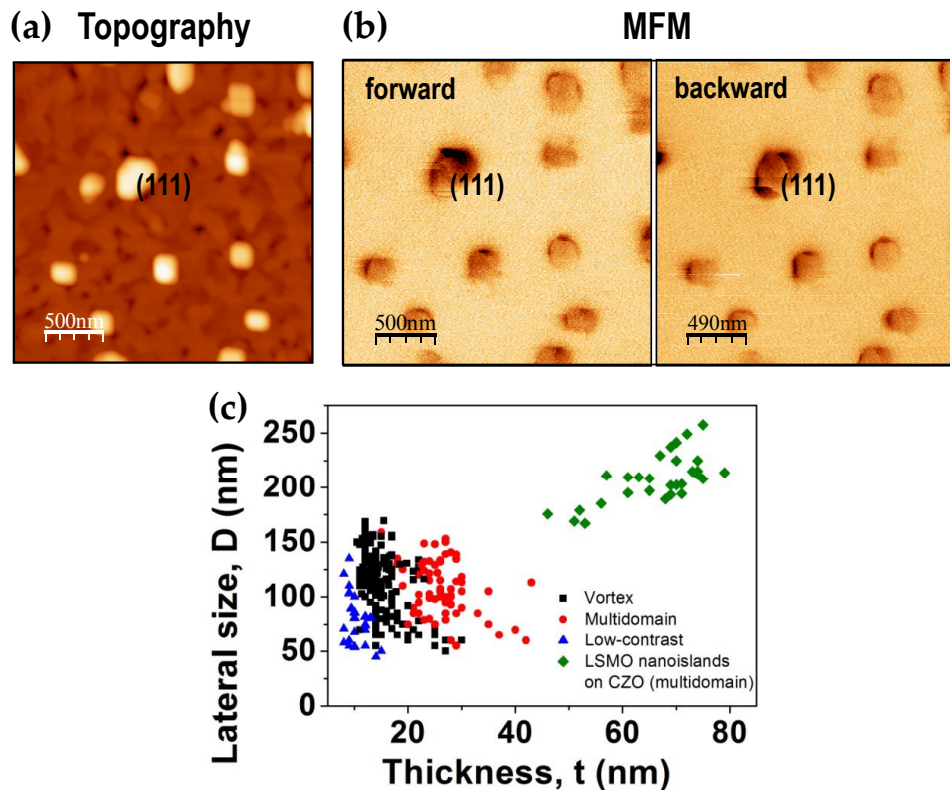 (a) Topography
(b) MFM
(111)
500nm
forward
(111)
500nm
backward
(111)
490nm
(c)
Lateral size, D (nm)
250
200
150
100
50
0
Vortex
Multidomain
Low-contrast
LSMO nanoislands
on CZO (multidomain)
20 40 60 80
Thickness, t (nm)